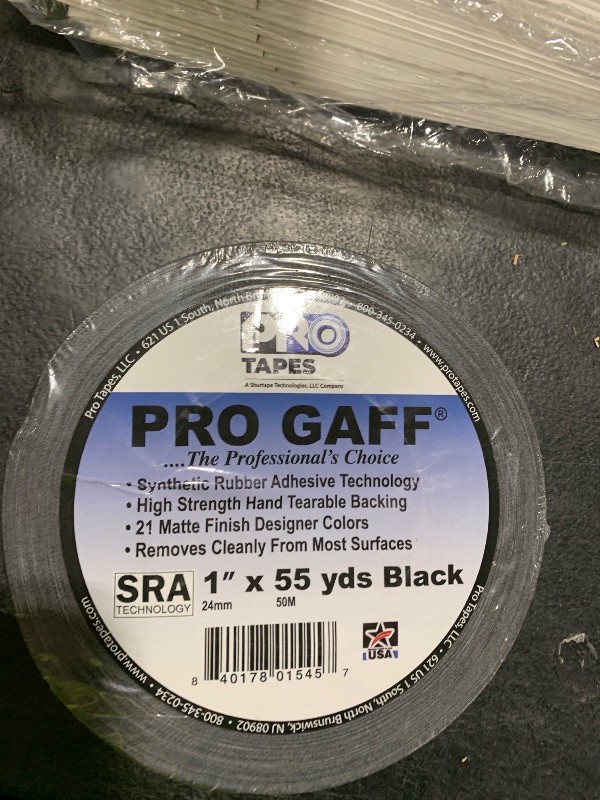 Pro Tapes, LLC • 621 US 1 South, North • 800-345-0234 • www.protapes.com
PRO
TAPES
A Shurtape Technologies, LLC Company
PRO GAFF®
....The Professional's Choice
• Synthetic Rubber Adhesive Technology
• High Strength Hand Tearable Backing
• 21 Matte Finish Designer Colors
• Removes Cleanly From Most Surfaces
SRA 1" x 55 yds Black
TECHNOLOGY 24mm 50M
USA
8 40178 01545 7
Pro Tapes, LLC • 621 US 1 South, North Brunswick, NJ 08902 • 800-345-0234 • www.protapes.com